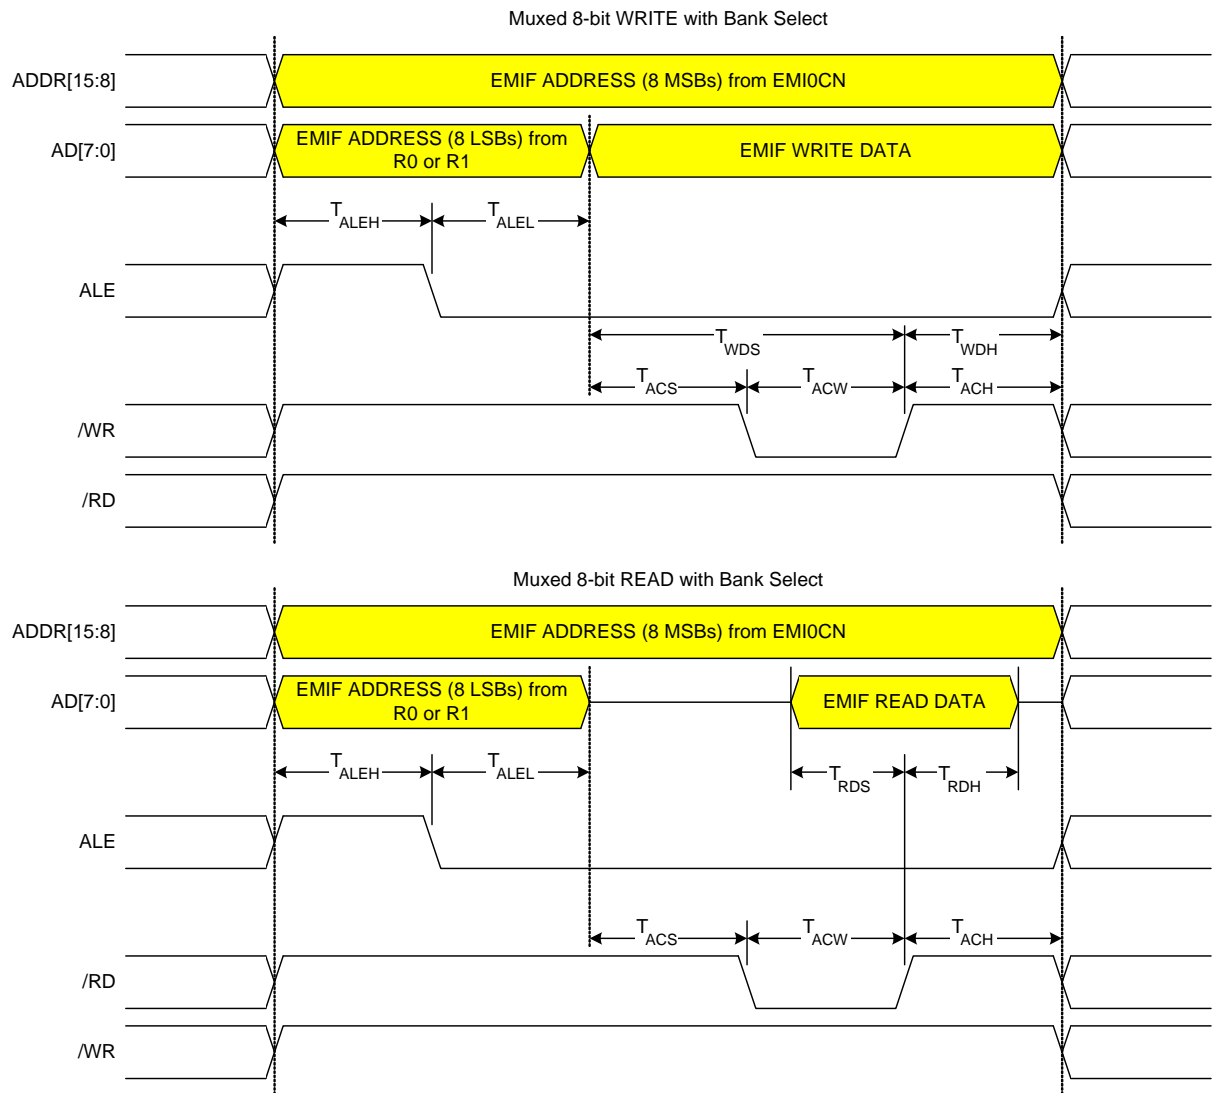 Muxed 8-bit WRITE with Bank Select
ADDR[15:8]
EMIF ADDRESS (8 MSBs) from EMI0CN
AD[7:0]
EMIF ADDRESS (8 LSBs) from
R0 or R1
EMIF WRITE DATA
TALEH
TALEL
ALE
TWDS
TWDH
TACS
TACW
TACH
/WR
/RD
Muxed 8-bit READ with Bank Select
ADDR[15:8]
EMIF ADDRESS (8 MSBs) from EMI0CN
AD[7:0]
EMIF ADDRESS (8 LSBs) from
R0 or R1
EMIF READ DATA
TALEH
TALEL
TRDS
TRDH
ALE
TACS
TACW
TACH
/RD
/WR